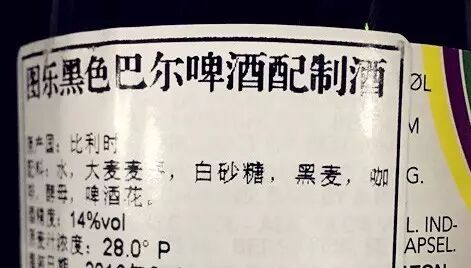 图乐黑色巴尔啤酒配制酒
原产国：比利时
配料：水，大麦麦芽，白砂糖，黑麦，咖
啡，酵母，啤酒花。
酒精度：14%vol
原麦汁浓度：28.0° P
ØL
M
G.
L. IND-
APSEL.